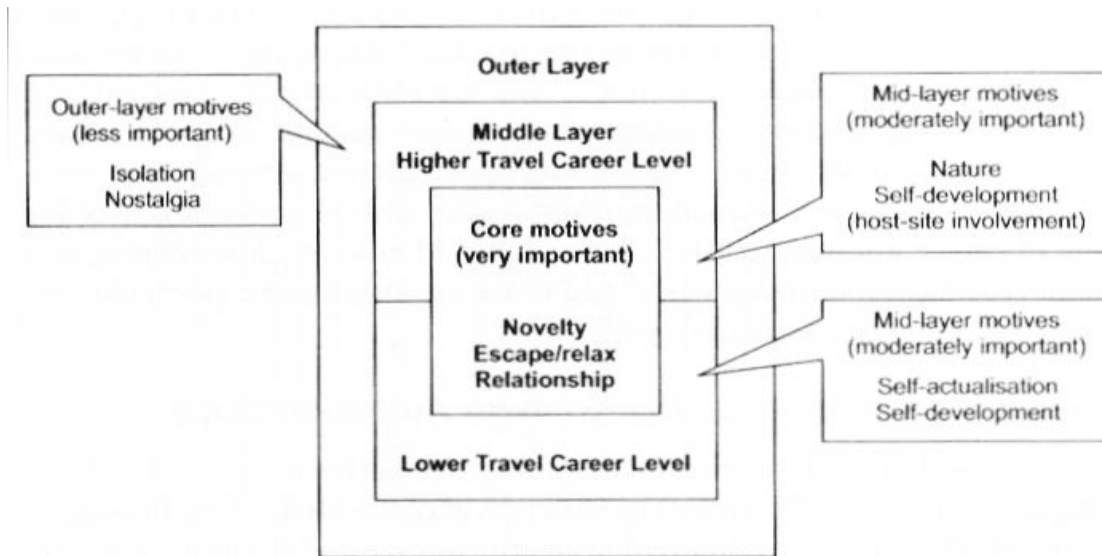 Outer Layer
Outer-layer motives
(less important)
Isolation
Nostalgia
Middle Layer
Higher Travel Career Level
Core motives
(very important)
Novelty
Escape/relax
Relationship
Lower Travel Career Level
Mid-layer motives
(moderately important)
Nature
Self-development
(host-site involvement)
Mid-layer motives
(moderately important)
Self-actualisation
Self-development